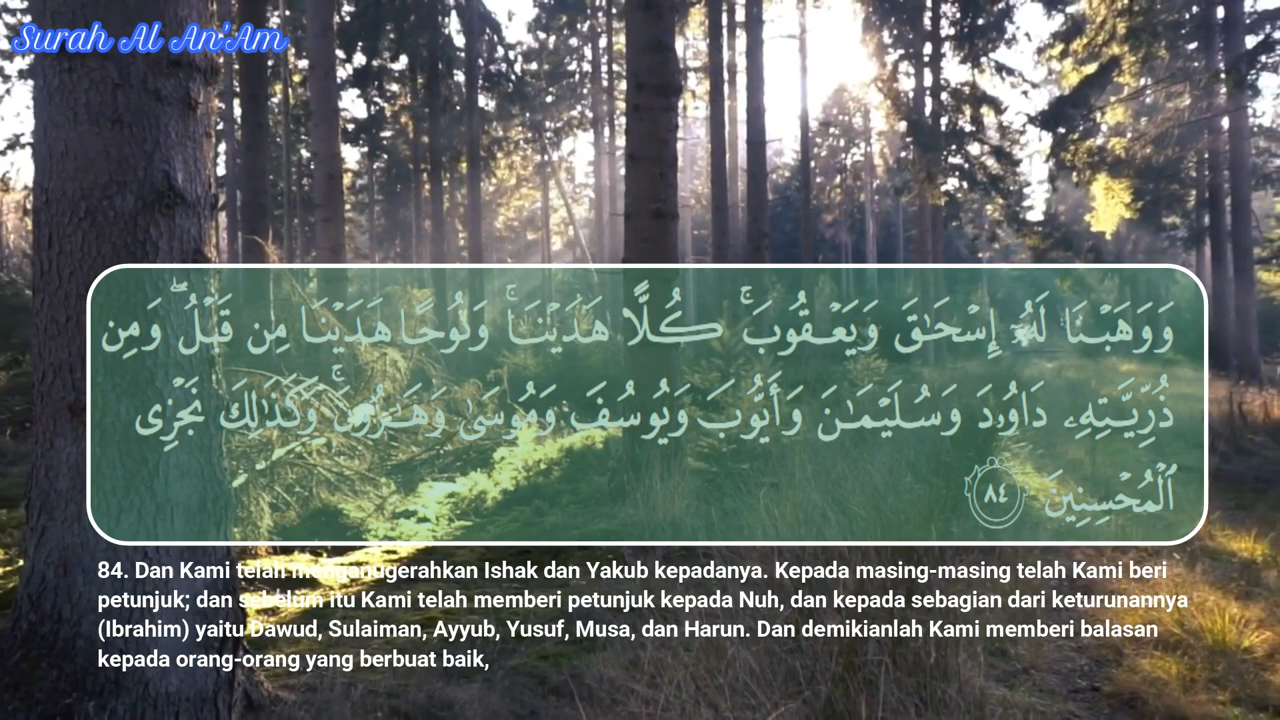 Surah Al An'Am
وَوَهَبْنَا لَهُۥٓ إِسْحَـٰقَ وَيَعْقُوبَ ۚ كُلًّا هَدَيْنَا ۚ وَنُوحًا هَدَيْنَا مِن قَبْلُ ۖ وَمِن
ذُرِّيَّتِهِۦ دَاوُۥدَ وَسُلَيْمَـٰنَ وَأَيُّوبَ وَيُوسُفَ وَمُوسَىٰ وَهَـٰرُونَ ۚ وَكَذَٰلِكَ نَجْزِى
ٱلْمُحْسِنِينَ ٨٤
84. Dan Kami telah menganugerahkan Ishak dan Yakub kepadanya. Kepada masing-masing telah Kami beri
petunjuk; dan sebelum itu Kami telah memberi petunjuk kepada Nuh, dan kepada sebagian dari keturunannya
(Ibrahim) yaitu Dawud, Sulaiman, Ayyub, Yusuf, Musa, dan Harun. Dan demikianlah Kami memberi balasan
kepada orang-orang yang berbuat baik,